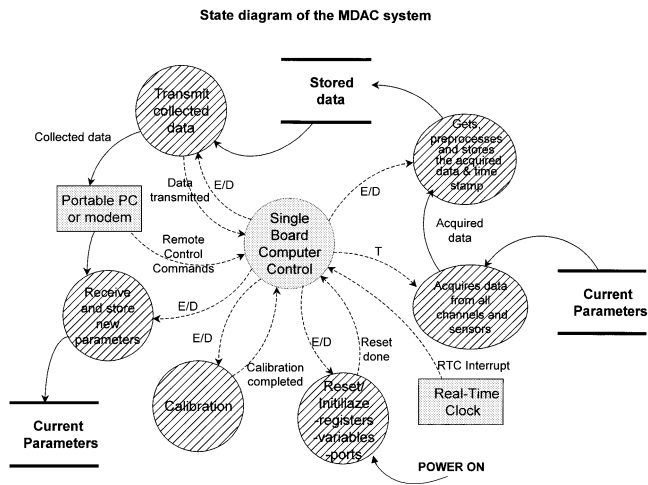 State diagram of the MDAC system
Transmit
collected
data
Stored
data
Gets,
preprocesses
and stores
the acquired
data & time
stamp
Collected data
Portable PC
or modem
Data
transmitted
E/D
E/D
Single
Board
Computer
Control
Acquired
data
Remote
Control
Commands
T
Receive
and store
new
parameters
E/D
Acquires data
from all
channels and
sensors
Current
Parameters
E/D
Calibration
completed
E/D
Reset
done
RTC Interrupt
Real-Time
Clock
Calibration
Reset/
Initiliaze
-registers
-variables
-ports
Current
Parameters
POWER ON